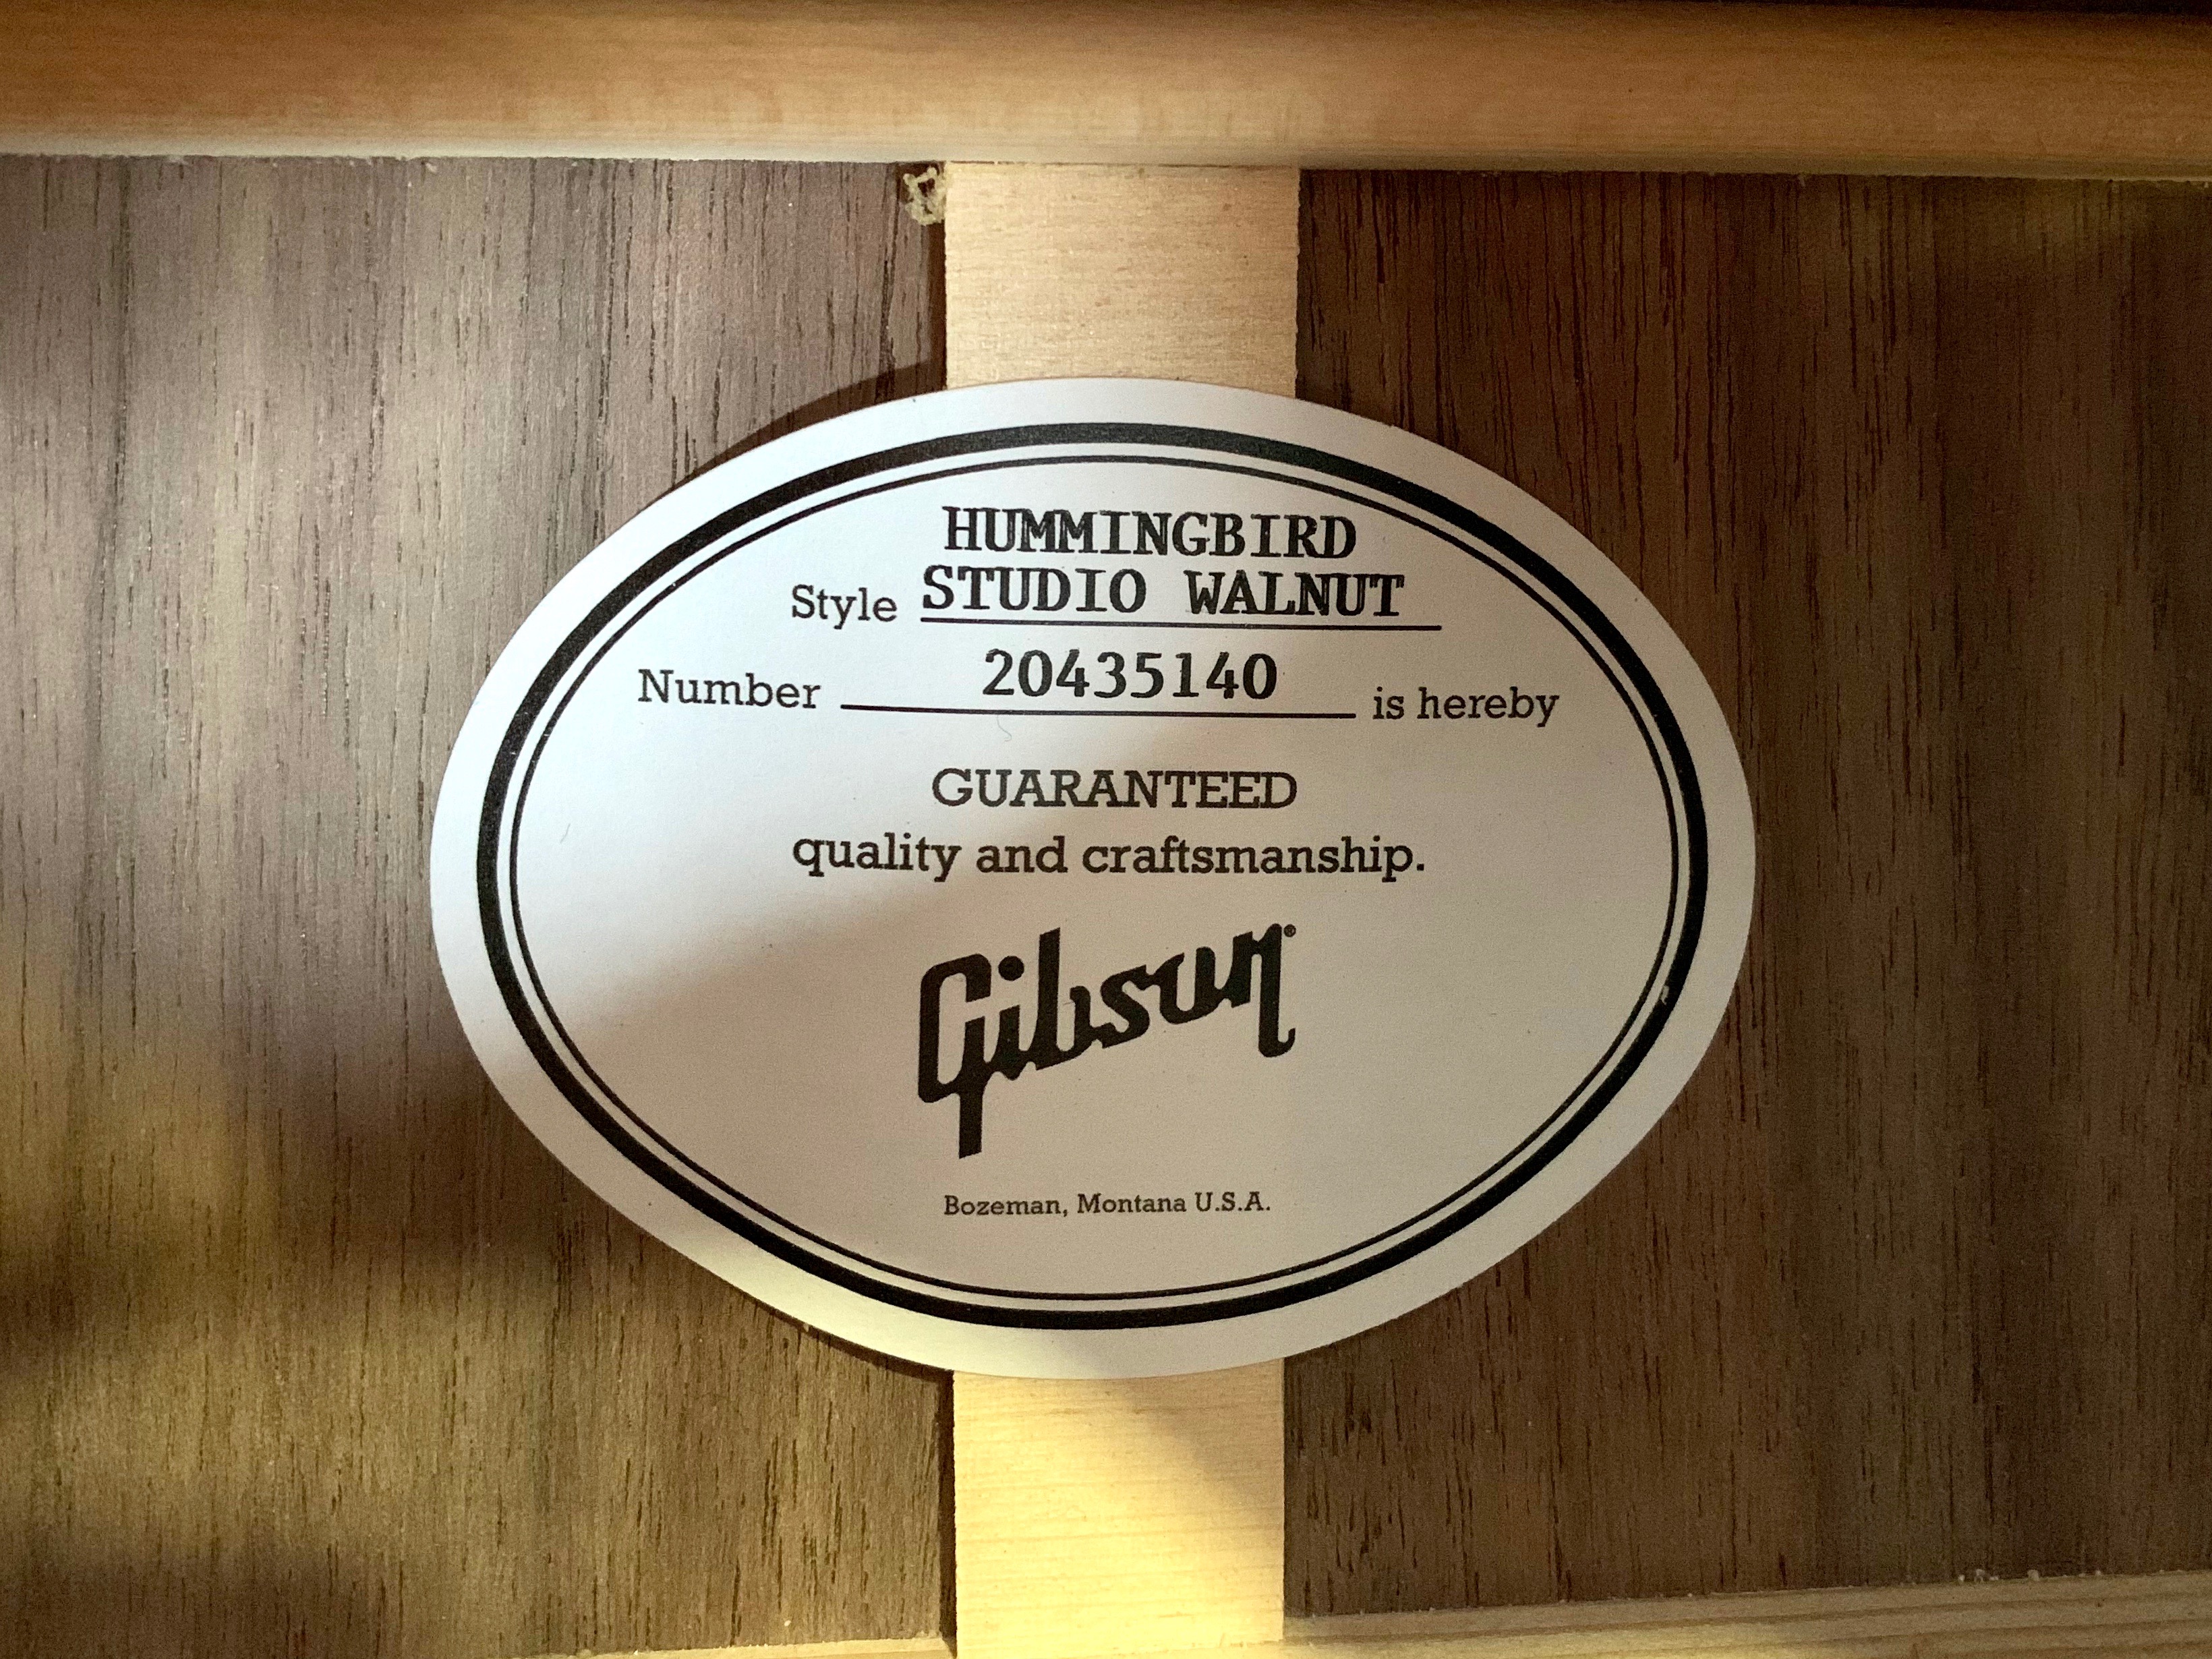 HUMMINGBIRD
Style STUDIO WALNUT
Number 20435140 is hereby
GUARANTEED
quality and craftsmanship.
Gibson®
Bozeman, Montana U.S.A.